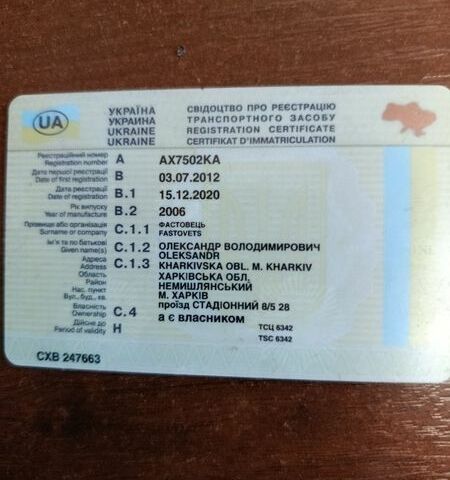 UA
УКРАЇНА СВІДОЦТВО ПРО РЕЄСТРАЦІЮ
УКРАИНА ТРАНСПОРТНОГО ЗАСОБУ
UKRAINE REGISTRATION CERTIFICATE
UKRAINE CERTIFICAT D'IMMATRICULATION
Реєстраційний номер
Registration number A AX7502KA
Дата першої реєстрації
Date of first registration B 03.07.2012
Дата реєстрації
Date of registration B.1 15.12.2020
Рік випуску
Year of manufacture B.2 2006
Прізвище або організація C.1.1 ФАСТОВЕЦЬ
Surname or company FASTOVETS
Ім'я та по батькові C.1.2 ОЛЕКСАНДР ВОЛОДИМИРОВИЧ
Given name(s) OLEKSANDR
Адреса C.1.3 KHARKIVSKA OBL. M. KHARKIV
Address ХАРКІВСЬКА ОБЛ,
Область НЕМИШЛЯНСЬКИЙ
Район М. ХАРКІВ
Нас. пункт проїзд СТАДІОННИЙ 8/5 28
Вул., буд., кв.
Власність
Ownership C.4 а є власником
Дійсне до
Period of validity H ТСЦ 6342
TSC 6342
СХВ 247663